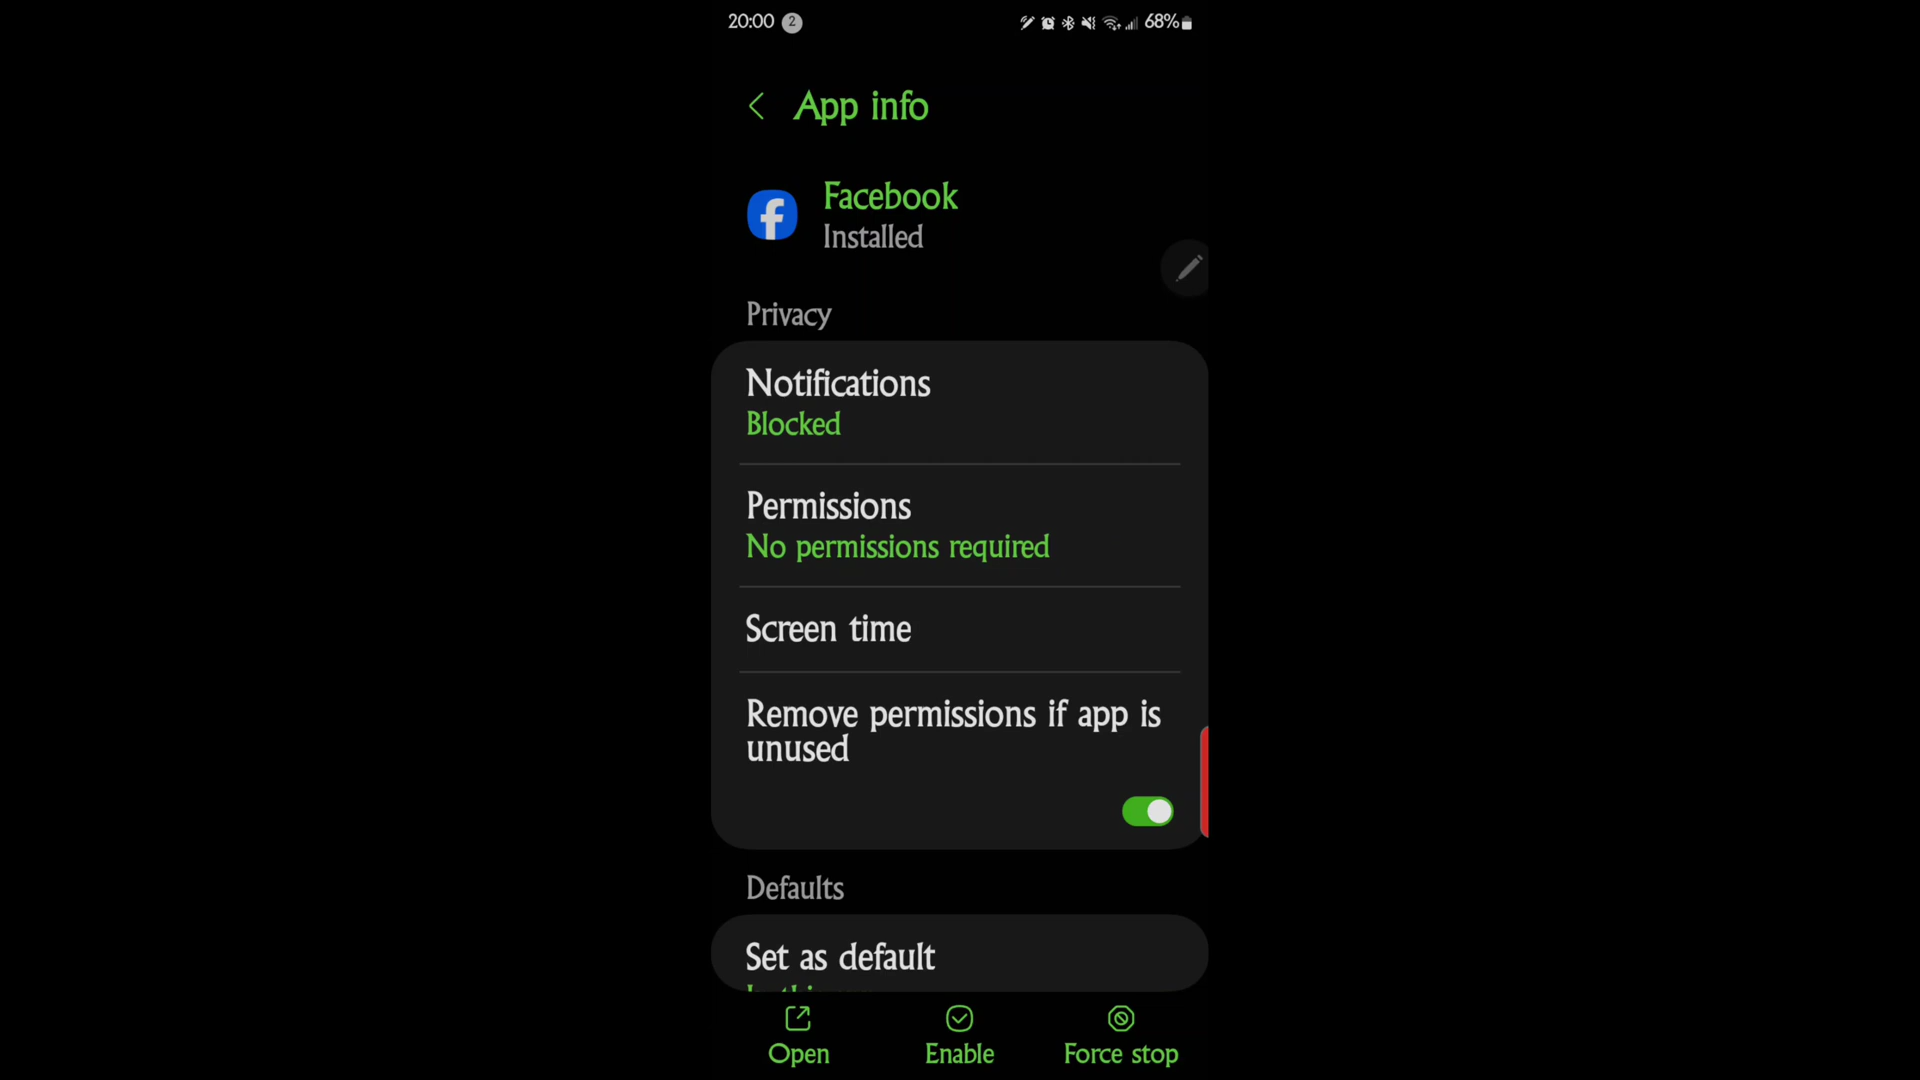 20:00 2 68%
App info
Facebook
Installed
Privacy
Notifications
Blocked
Permissions
No permissions required
Screen time
Remove permissions if app is
unused
Defaults
Set as default
Open Enable Force stop